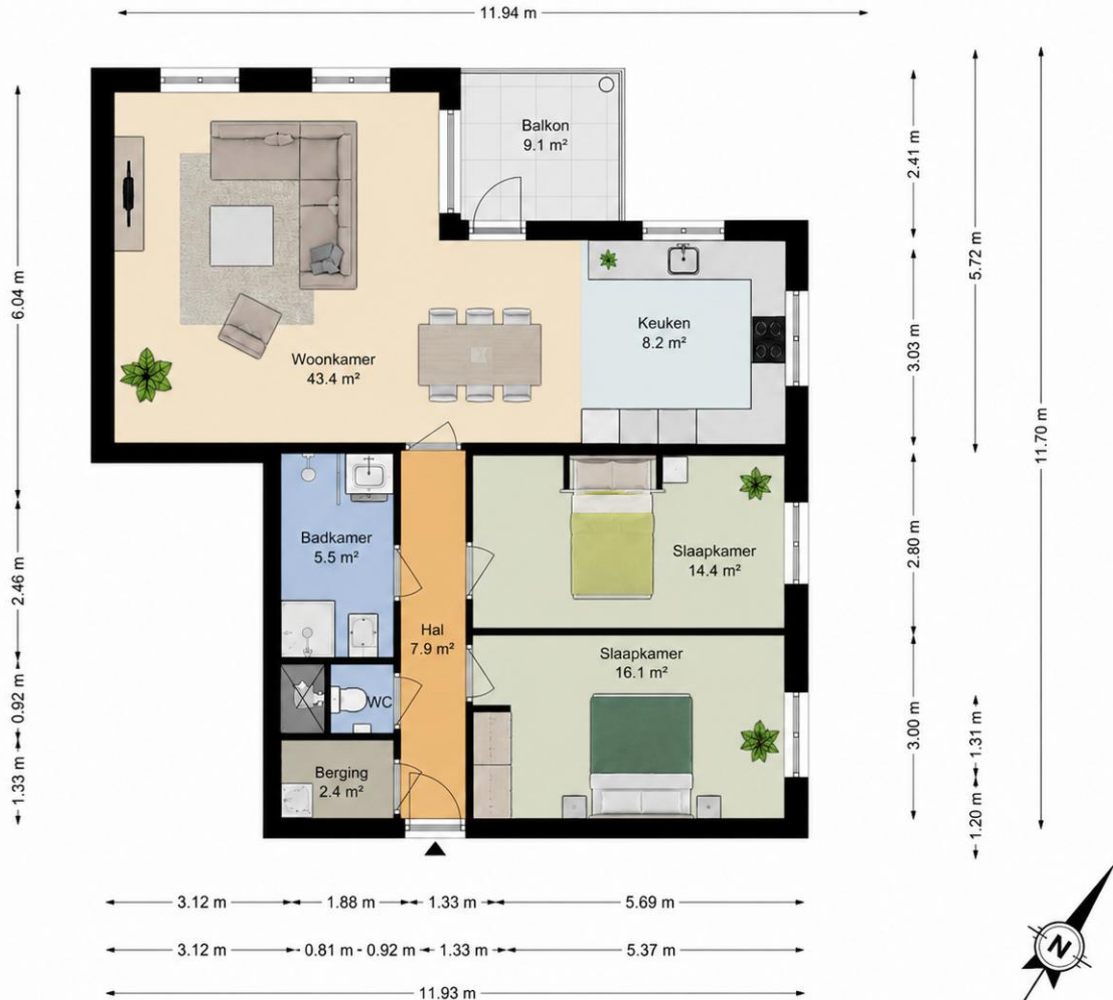 11.94 m
Balkon
9.1 m²
2.41 m
5.72 m
6.04 m
Keuken
8.2 m²
3.03 m
Woonkamer
43.4 m²
11.70 m
Badkamer
5.5 m²
Slaapkamer
14.4 m²
2.80 m
2.46 m
Hal
7.9 m²
Slaapkamer
16.1 m²
WC
0.92 m
3.00 m
1.31 m
Berging
2.4 m²
1.33 m
1.20 m
3.12 m 1.88 m 1.33 m 5.69 m
3.12 m 0.81 m - 0.92 m 1.33 m 5.37 m
11.93 m
N